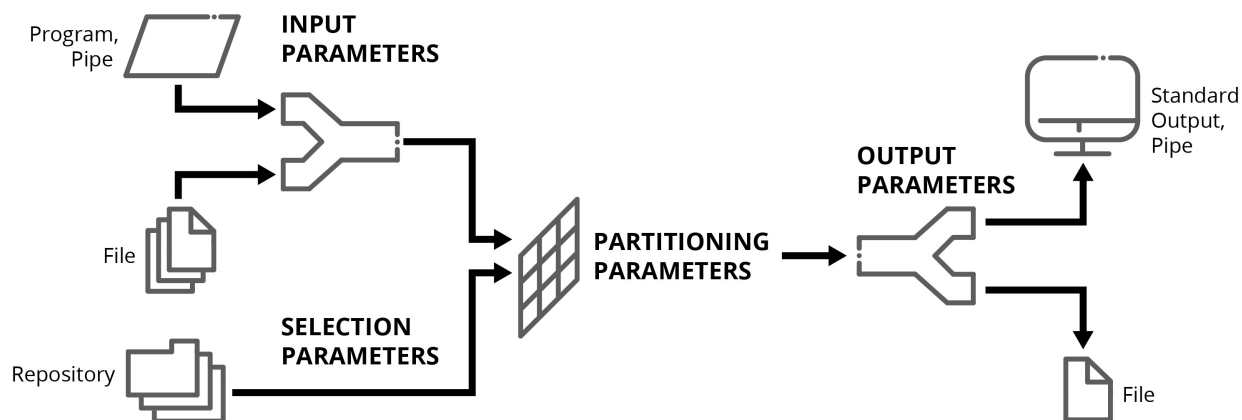 Program,
Pipe
INPUT
PARAMETERS
File
SELECTION
PARAMETERS
Repository
PARTITIONING
PARAMETERS
OUTPUT
PARAMETERS
Standard
Output,
Pipe
File